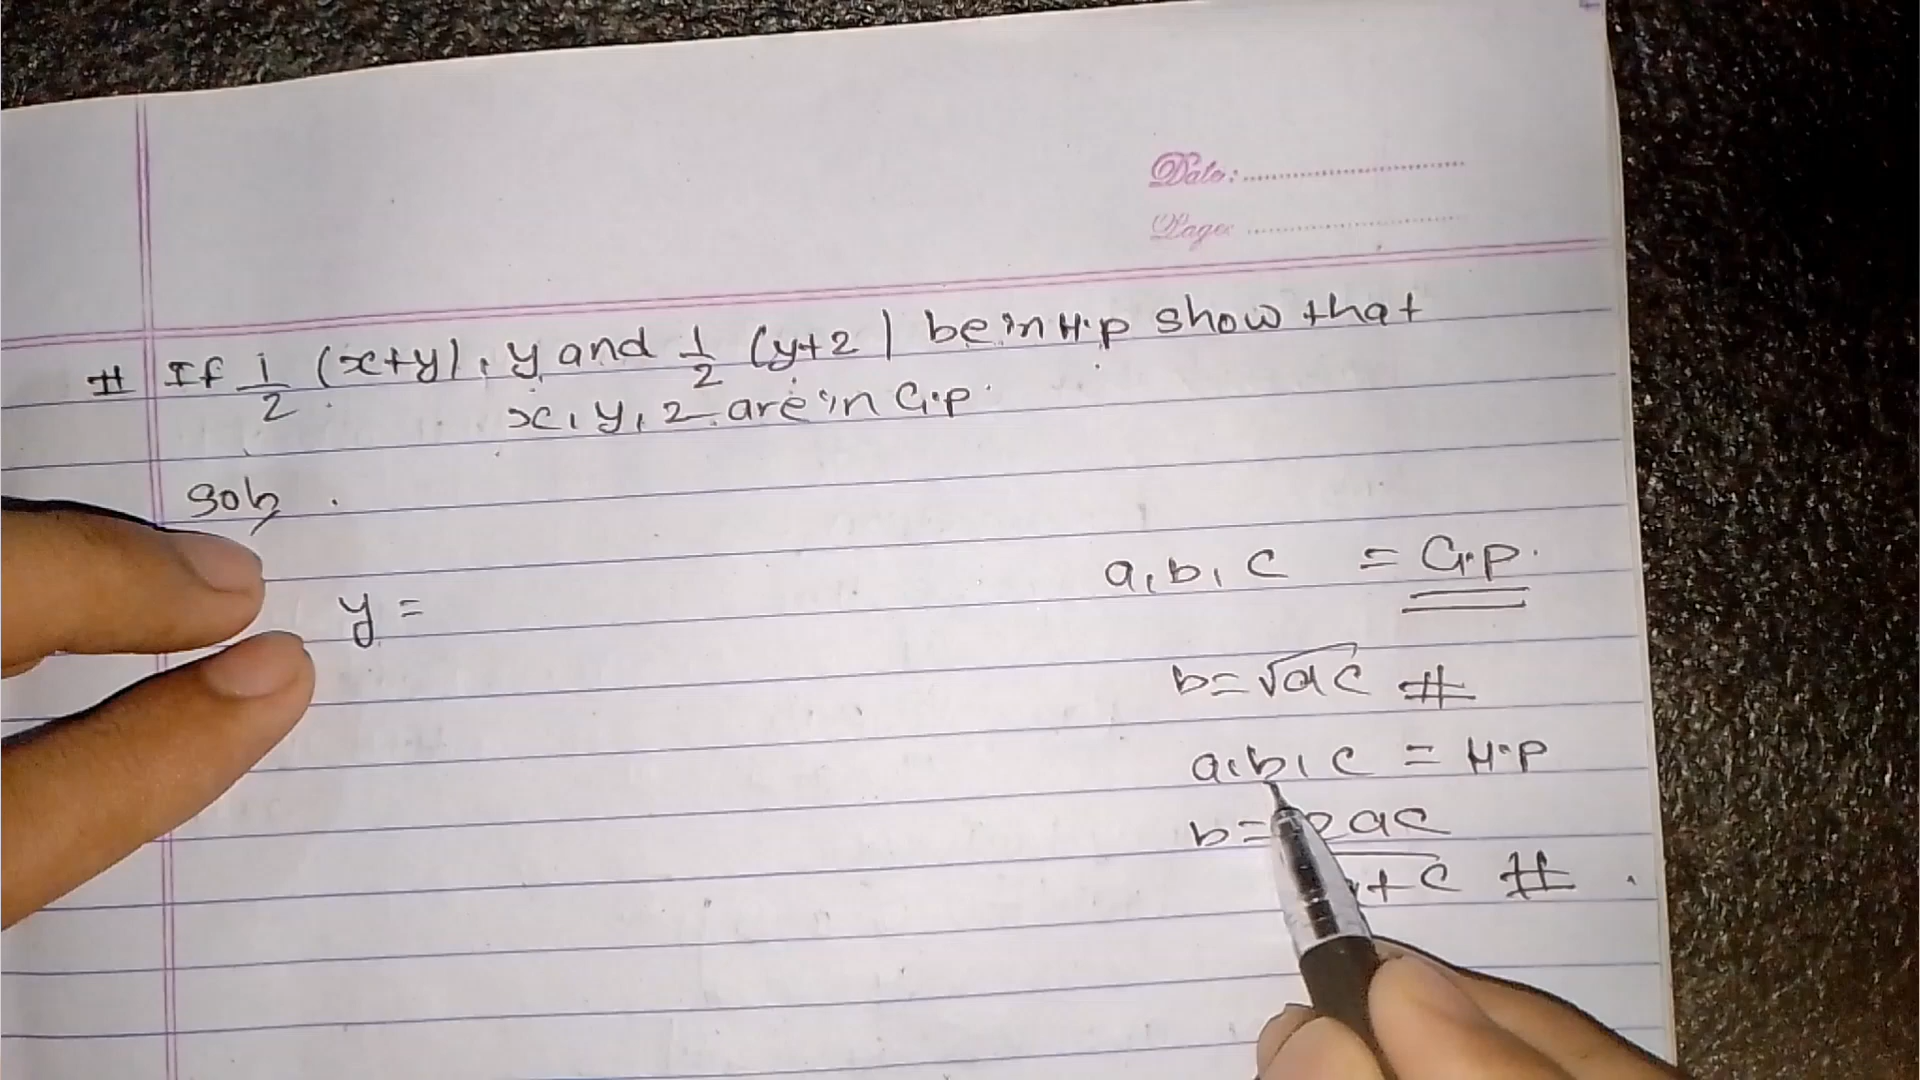 Date:
Page:
# If 1/2 (x+y), y and 1/2 (y+z) be in H.p show that
x, y, z are in G.p.
Soln
y =
a, b, c = G.p.
b = √ac #
a, b, c = H.p
b = 2ac
a+c #